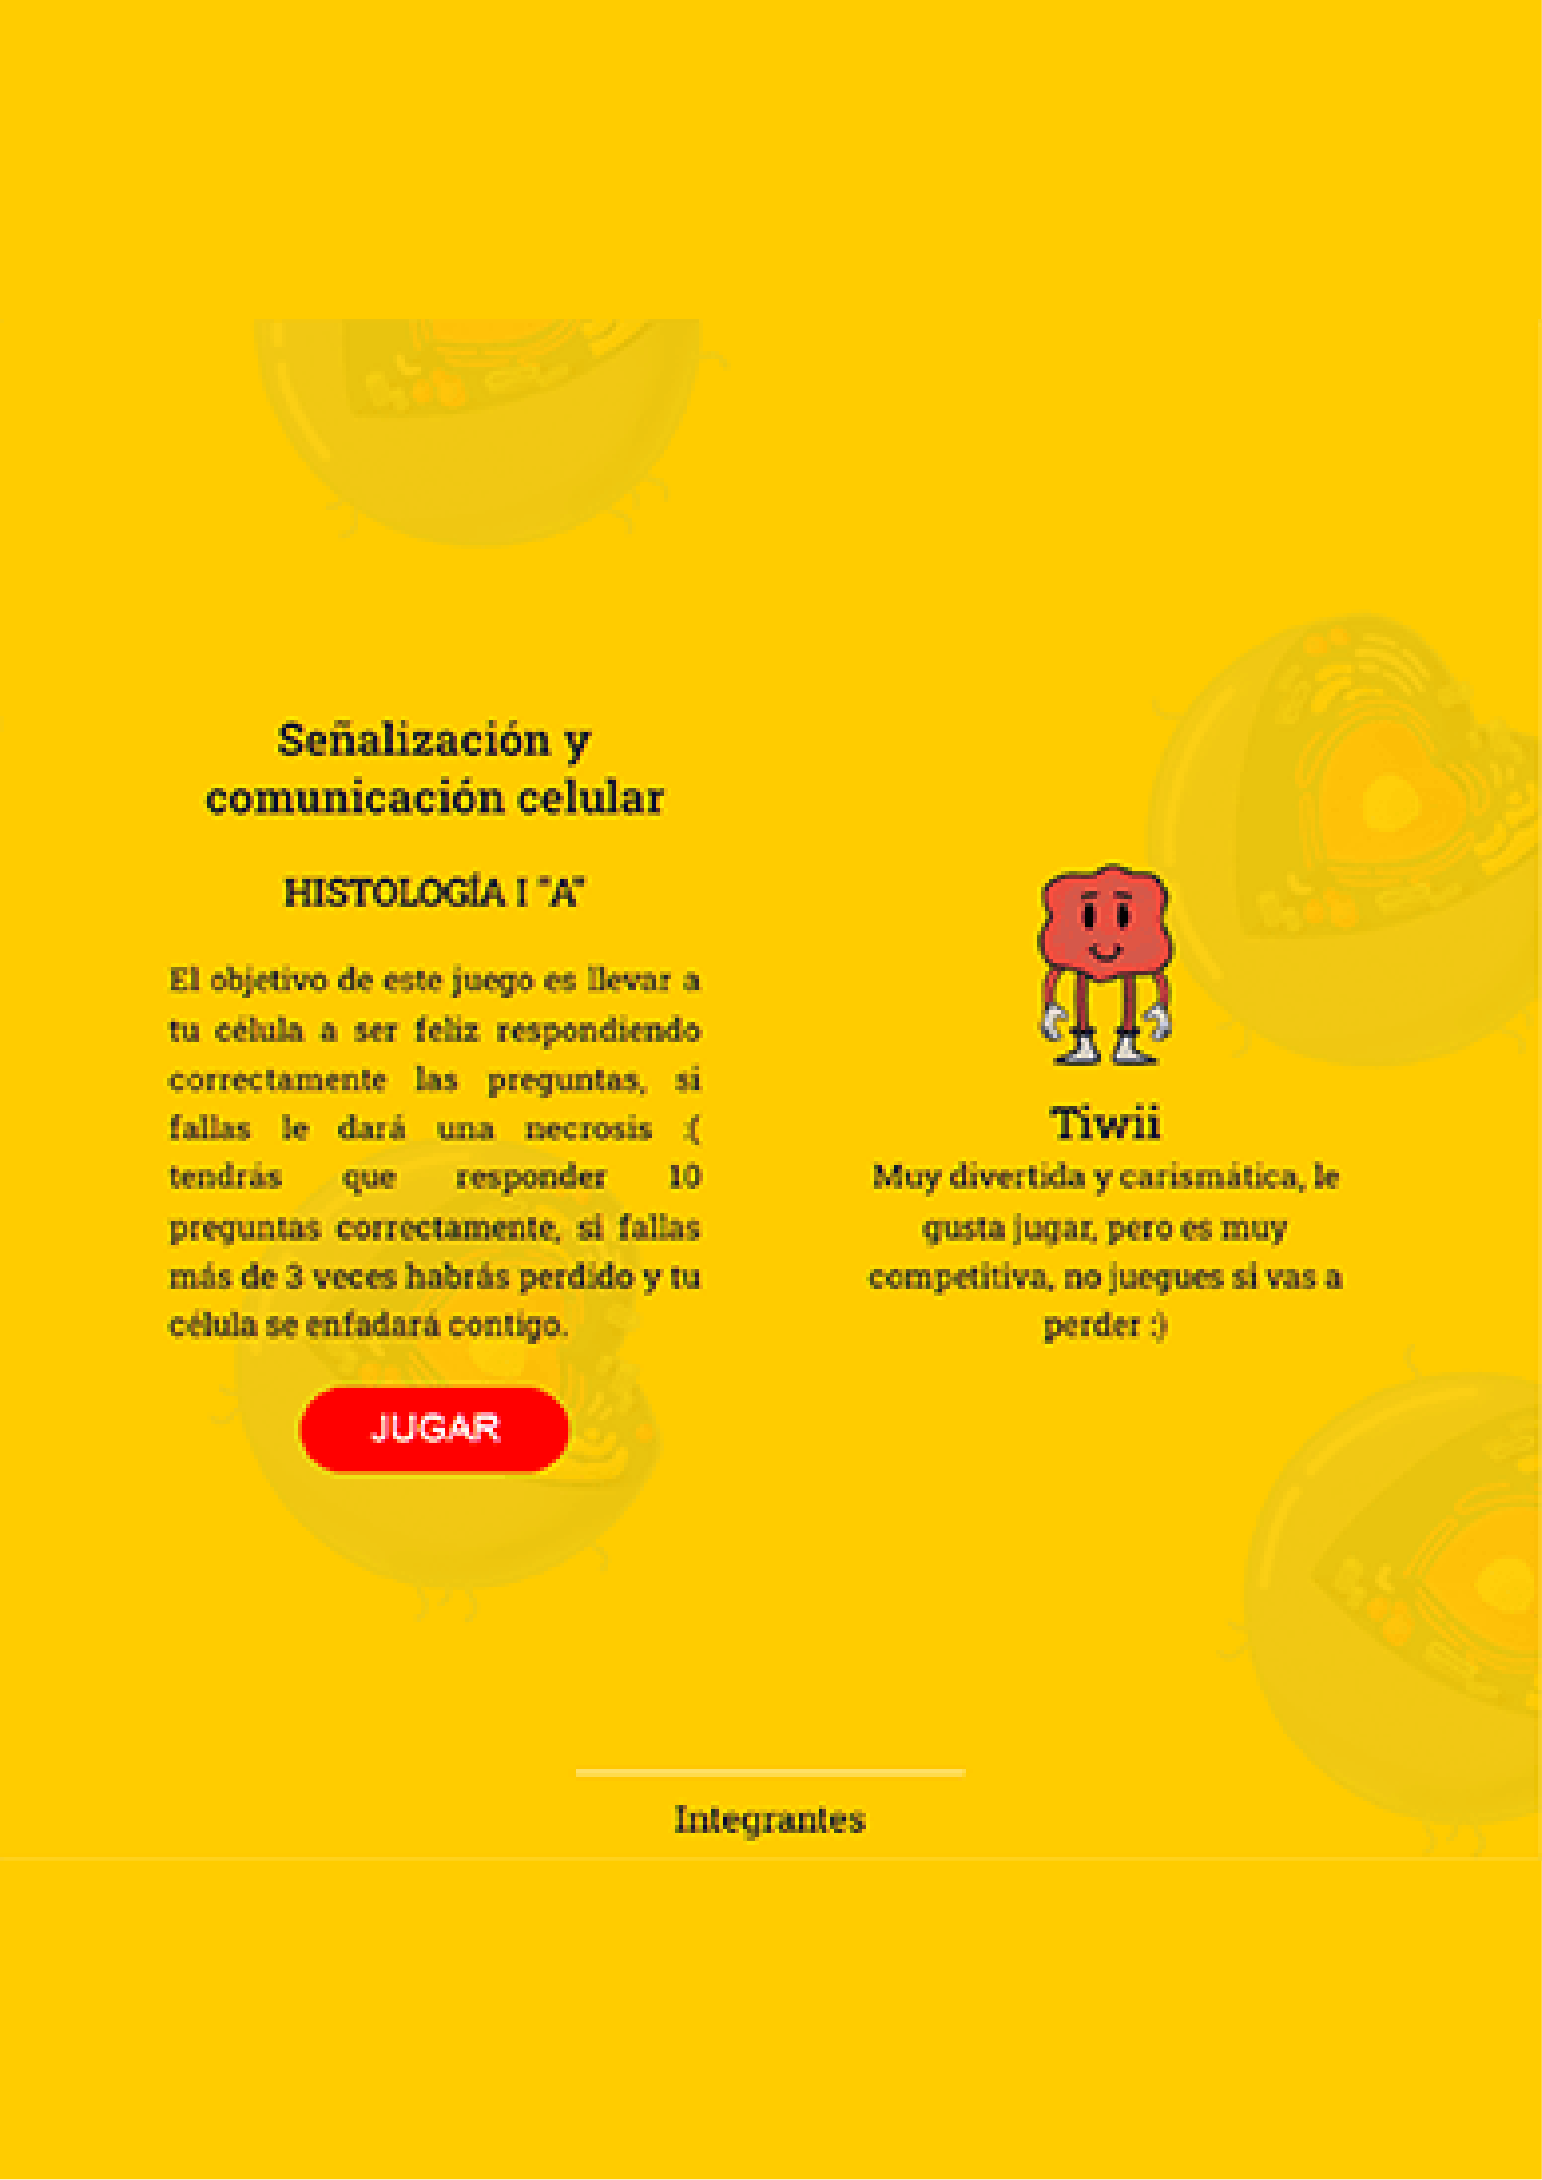 Señalización y
comunicación celular
HISTOLOGÍA I "A"
El objetivo de este juego es llevar a
tu célula a ser feliz respondiendo
correctamente las preguntas, si
fallas le dará una necrosis :(
tendrás que responder 10
preguntas correctamente, si fallas
más de 3 veces habrás perdido y tu
célula se enfadará contigo.
JUGAR
Tiwii
Muy divertida y carismática, le
gusta jugar, pero es muy
competitiva, no juegues si vas a
perder :)
Integrantes